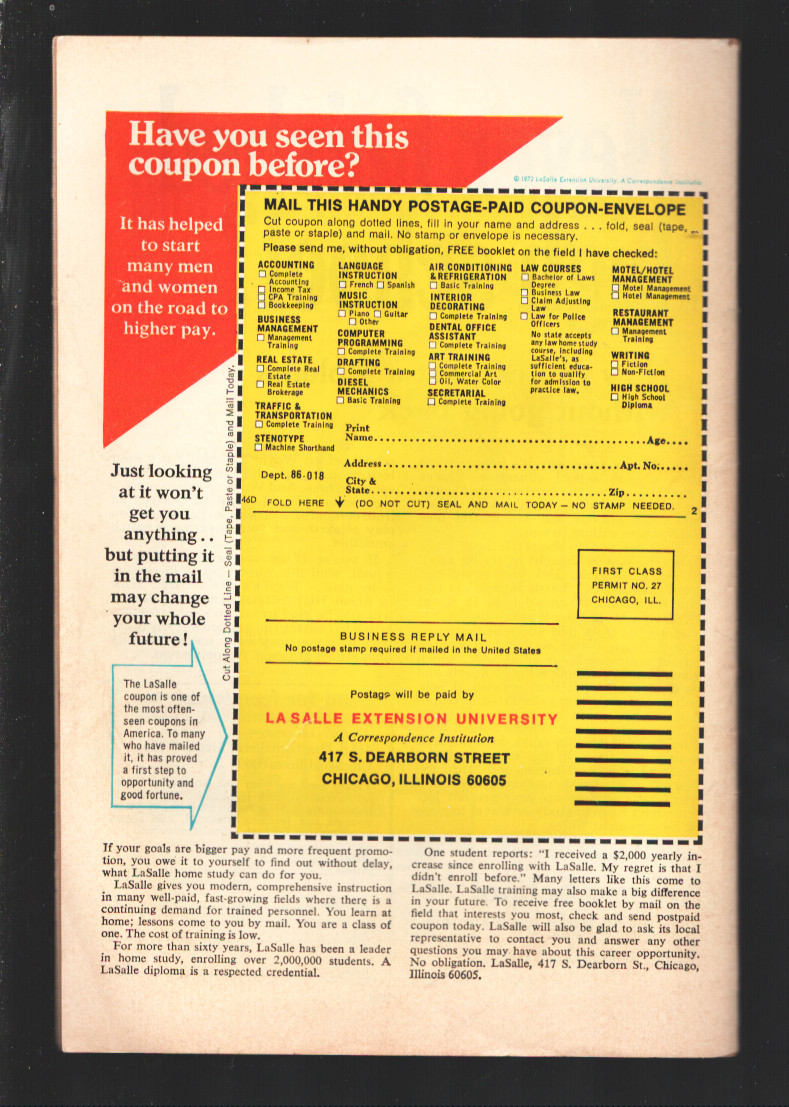 Have you seen this
coupon before?
© 1972 LaSalle Extension University, A Correspondence Institution
It has helped
to start
many men
and women
on the road to
higher pay.
MAIL THIS HANDY POSTAGE-PAID COUPON-ENVELOPE
Cut coupon along dotted lines, fill in your name and address . . . fold, seal (tape,
paste or staple) and mail. No stamp or envelope is necessary.
Please send me, without obligation, FREE booklet on the field I have checked:
ACCOUNTING
☐ Complete
Accounting
☐ Income Tax
☐ CPA Training
☐ Bookkeeping
BUSINESS
MANAGEMENT
☐ Management
Training
REAL ESTATE
☐ Complete Real
Estate
☐ Real Estate
Brokerage
TRAFFIC &
TRANSPORTATION
☐ Complete Training
STENOTYPE
☐ Machine Shorthand
LANGUAGE
INSTRUCTION
☐ French ☐ Spanish
MUSIC
INSTRUCTION
☐ Piano ☐ Guitar
☐ Other
COMPUTER
PROGRAMMING
☐ Complete Training
DRAFTING
☐ Complete Training
DIESEL
MECHANICS
☐ Basic Training
AIR CONDITIONING
& REFRIGERATION
☐ Basic Training
INTERIOR
DECORATING
☐ Complete Training
DENTAL OFFICE
ASSISTANT
☐ Complete Training
ART TRAINING
☐ Complete Training
☐ Commercial Art
☐ Oil, Water Color
SECRETARIAL
☐ Complete Training
LAW COURSES
☐ Bachelor of Laws
Degree
☐ Business Law
☐ Claim Adjusting
Law
☐ Law for Police
Officers
No state accepts
any law home study
course, including
LaSalle's, as
sufficient educa-
tion to qualify
for admission to
practice law.
MOTEL/HOTEL
MANAGEMENT
☐ Motel Management
☐ Hotel Management
RESTAURANT
MANAGEMENT
☐ Management
Training
WRITING
☐ Fiction
☐ Non-Fiction
HIGH SCHOOL
☐ High School
Diploma
Print
Name.......................................................Age....
Address...............................................Apt. No......
Dept. 86-018
City &
State................................................Zip..........
46D FOLD HERE ↓ (DO NOT CUT) SEAL AND MAIL TODAY — NO STAMP NEEDED. 2
Cut Along Dotted Line — Seal (Tape, Paste or Staple) and Mail Today.
Just looking
at it won't
get you
anything . .
but putting it
in the mail
may change
your whole
future!
FIRST CLASS
PERMIT NO. 27
CHICAGO, ILL.
BUSINESS REPLY MAIL
No postage stamp required if mailed in the United States
Postage will be paid by
LA SALLE EXTENSION UNIVERSITY
A Correspondence Institution
417 S. DEARBORN STREET
CHICAGO, ILLINOIS 60605
The LaSalle
coupon is one of
the most often-
seen coupons in
America. To many
who have mailed
it, it has proved
a first step to
opportunity and
good fortune.
If your goals are bigger pay and more frequent promo-
tion, you owe it to yourself to find out without delay,
what LaSalle home study can do for you.
LaSalle gives you modern, comprehensive instruction
in many well-paid, fast-growing fields where there is a
continuing demand for trained personnel. You learn at
home; lessons come to you by mail. You are a class of
one. The cost of training is low.
For more than sixty years, LaSalle has been a leader
in home study, enrolling over 2,000,000 students. A
LaSalle diploma is a respected credential.
One student reports: "I received a $2,000 yearly in-
crease since enrolling with LaSalle. My regret is that I
didn't enroll before." Many letters like this come to
LaSalle. LaSalle training may also make a big difference
in your future. To receive free booklet by mail on the
field that interests you most, check and send postpaid
coupon today. LaSalle will also be glad to ask its local
representative to contact you and answer any other
questions you may have about this career opportunity.
No obligation. LaSalle, 417 S. Dearborn St., Chicago,
Illinois 60605.